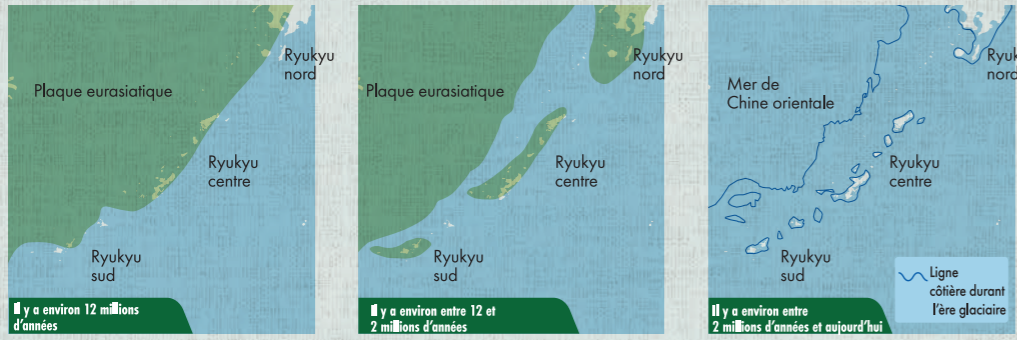 Plaque eurasiatique
Ryukyu
nord
Ryukyu
centre
Ryukyu
sud
Il y a environ 12 millions
d'années
Plaque eurasiatique
Ryukyu
nord
Ryukyu
centre
Ryukyu
sud
Il y a environ entre 12 et
2 millions d'années
Mer de
Chine orientale
Ryuk
nord
Ryukyu
centre
Ryukyu
sud
Il y a environ entre
2 millions d'années et aujourd'hui
Ligne
côtière durant
l'ère glaciaire